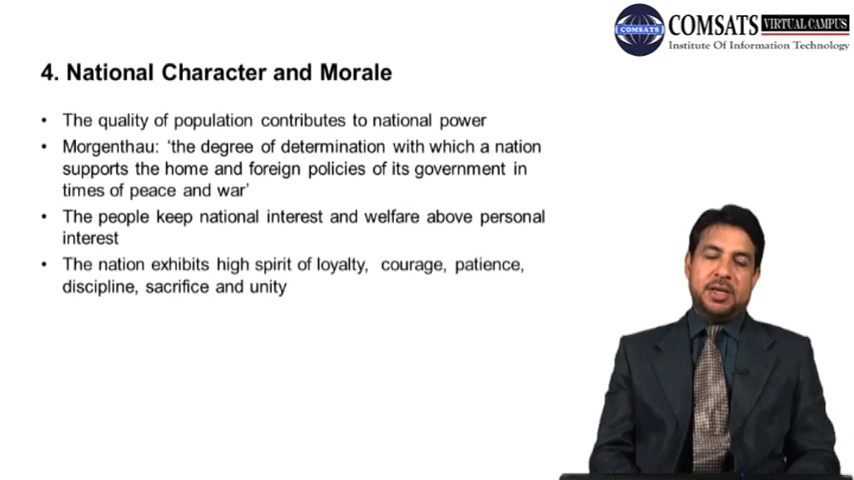 COMSATS
COMSATS VIRTUAL CAMPUS
Institute Of Information Technology
4. National Character and Morale
• The quality of population contributes to national power
• Morgenthau: ‘the degree of determination with which a nation
supports the home and foreign policies of its government in
times of peace and war’
• The people keep national interest and welfare above personal
interest
• The nation exhibits high spirit of loyalty, courage, patience,
discipline, sacrifice and unity